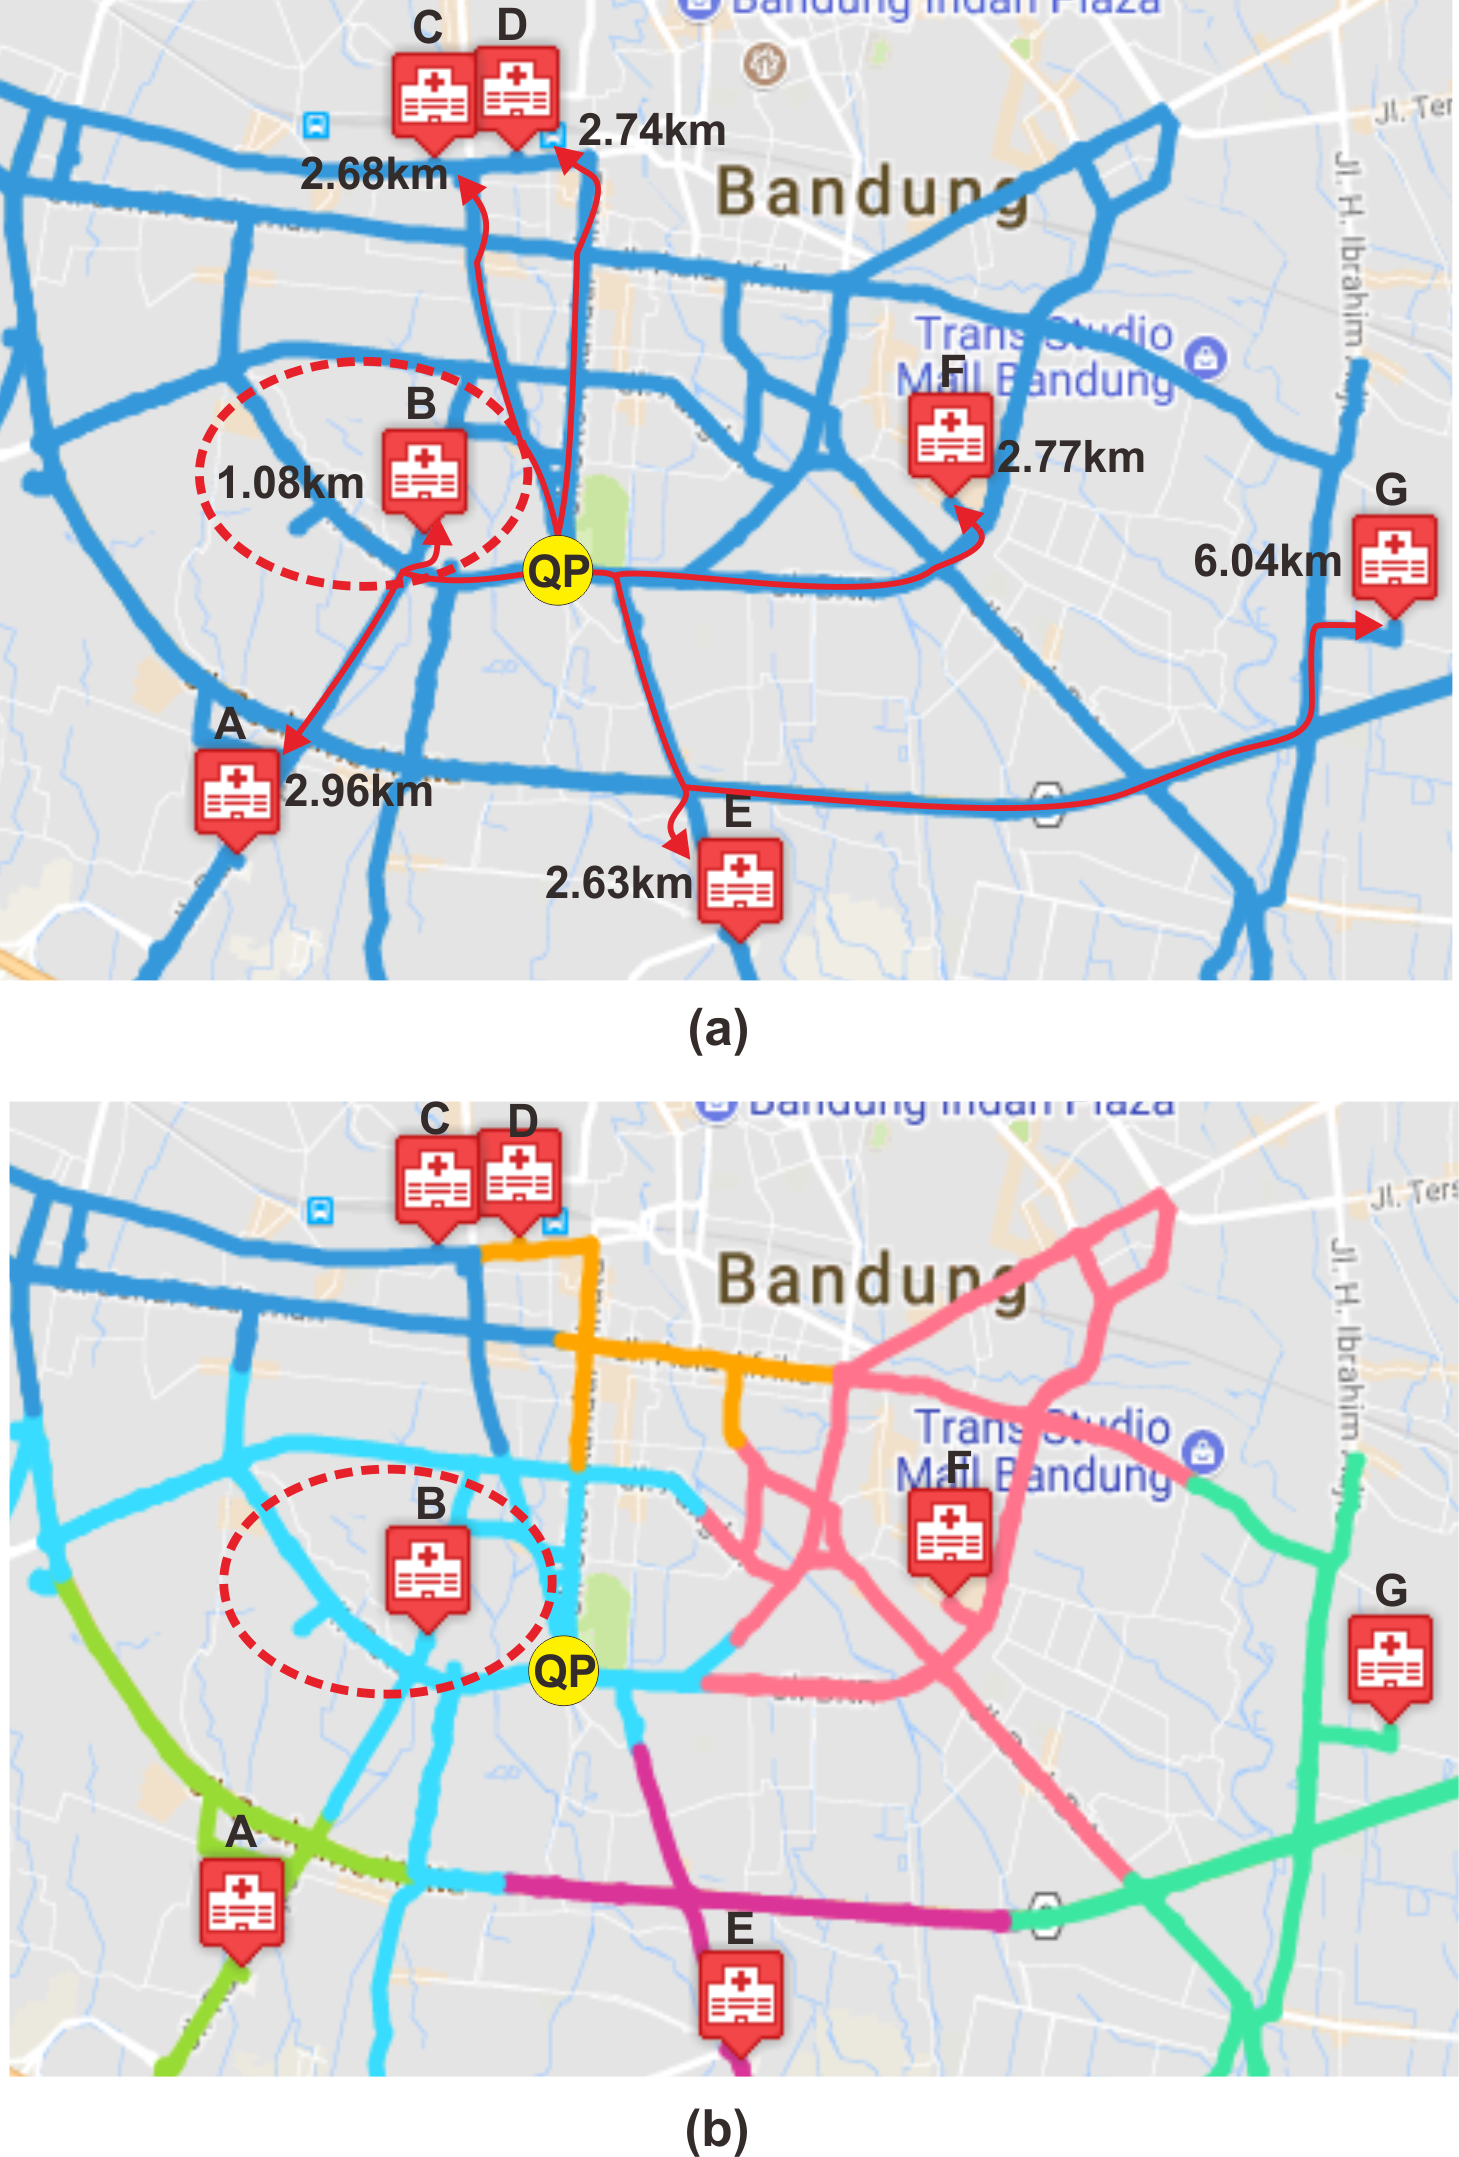 Bandung Indah Plaza
C
D
2.74km
Jl. Ter
2.68km
Bandung
Jl. H. Ibrahim
Trans Studio
Mall Bandung
F
B
2.77km
1.08km
G
QP
6.04km
A
2.96km
E
2.63km
(a)
Bandung Indah Plaza
C
D
Jl. Ters
Bandung
Jl. H. Ibrahim
Trans Studio
Mall Bandung
F
B
G
QP
A
E
(b)